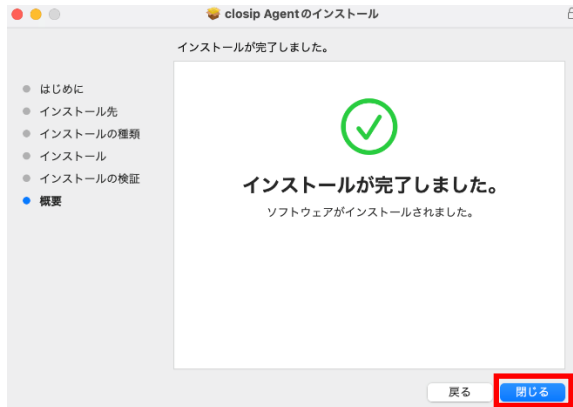 closip Agentのインストール
インストールが完了しました。
はじめに
インストール先
インストールの種類
インストール
インストールの検証
概要
インストールが完了しました。
ソフトウェアがインストールされました。
戻る
閉じる